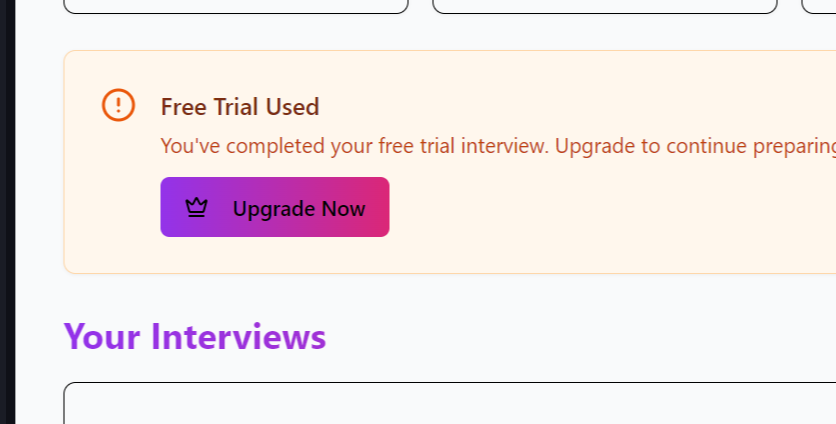 Free Trial Used
You've completed your free trial interview. Upgrade to continue preparing
Upgrade Now
Your Interviews